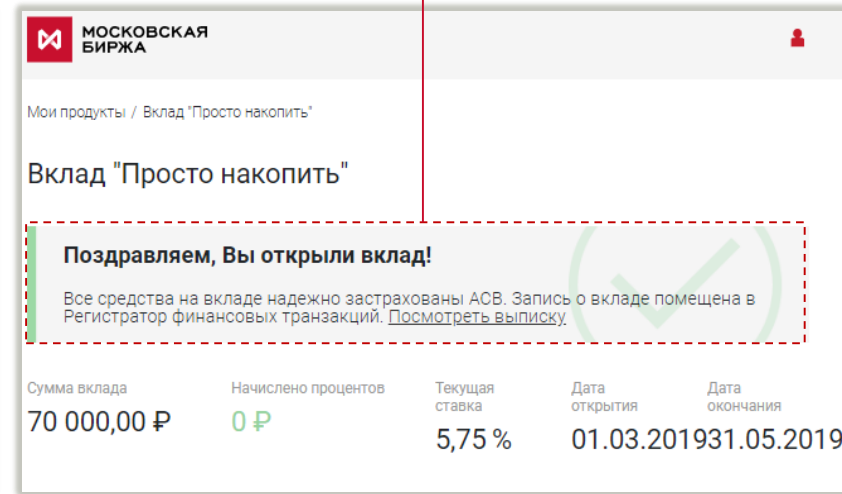 МОСКОВСКАЯ
БИРЖА
Мои продукты / Вклад "Просто накопить"
Вклад "Просто накопить"
Поздравляем, Вы открыли вклад!
Все средства на вкладе надежно застрахованы АСВ. Запись о вкладе помещена в
Регистратор финансовых транзакций. Посмотреть выписку
Сумма вклада
70 000,00 ₽
Начислено процентов
0 ₽
Текущая
ставка
5,75 %
Дата
открытия
01.03.2019
Дата
окончания
31.05.2019